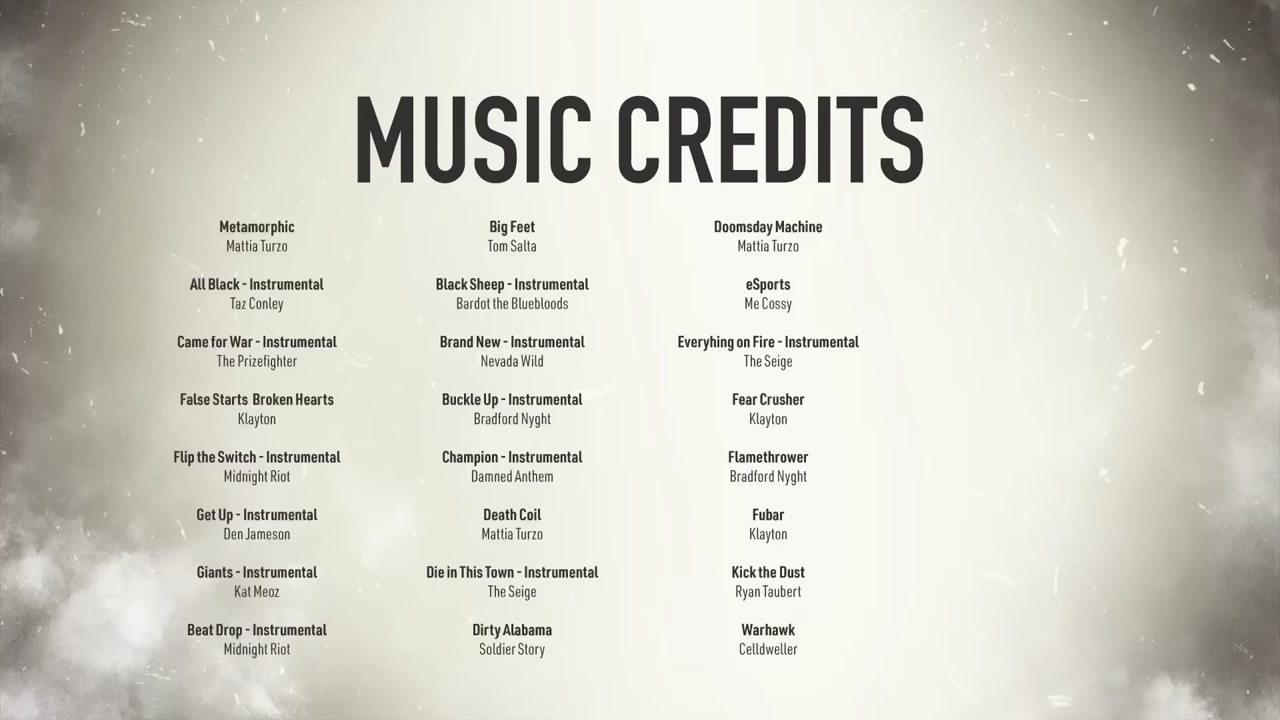 MUSIC CREDITS
Metamorphic
Mattia Turzo
All Black - Instrumental
Taz Conley
Came for War - Instrumental
The Prizefighter
False Starts Broken Hearts
Klayton
Flip the Switch - Instrumental
Midnight Riot
Get Up - Instrumental
Den Jameson
Giants - Instrumental
Kat Meoz
Beat Drop - Instrumental
Midnight Riot
Big Feet
Tom Salta
Black Sheep - Instrumental
Bardot the Bluebloods
Brand New - Instrumental
Nevada Wild
Buckle Up - Instrumental
Bradford Nyght
Champion - Instrumental
Damned Anthem
Death Coil
Mattia Turzo
Die in This Town - Instrumental
The Seige
Dirty Alabama
Soldier Story
Doomsday Machine
Mattia Turzo
eSports
Me Cossy
Everyhing on Fire - Instrumental
The Seige
Fear Crusher
Klayton
Flamethrower
Bradford Nyght
Fubar
Klayton
Kick the Dust
Ryan Taubert
Warhawk
Celldweller